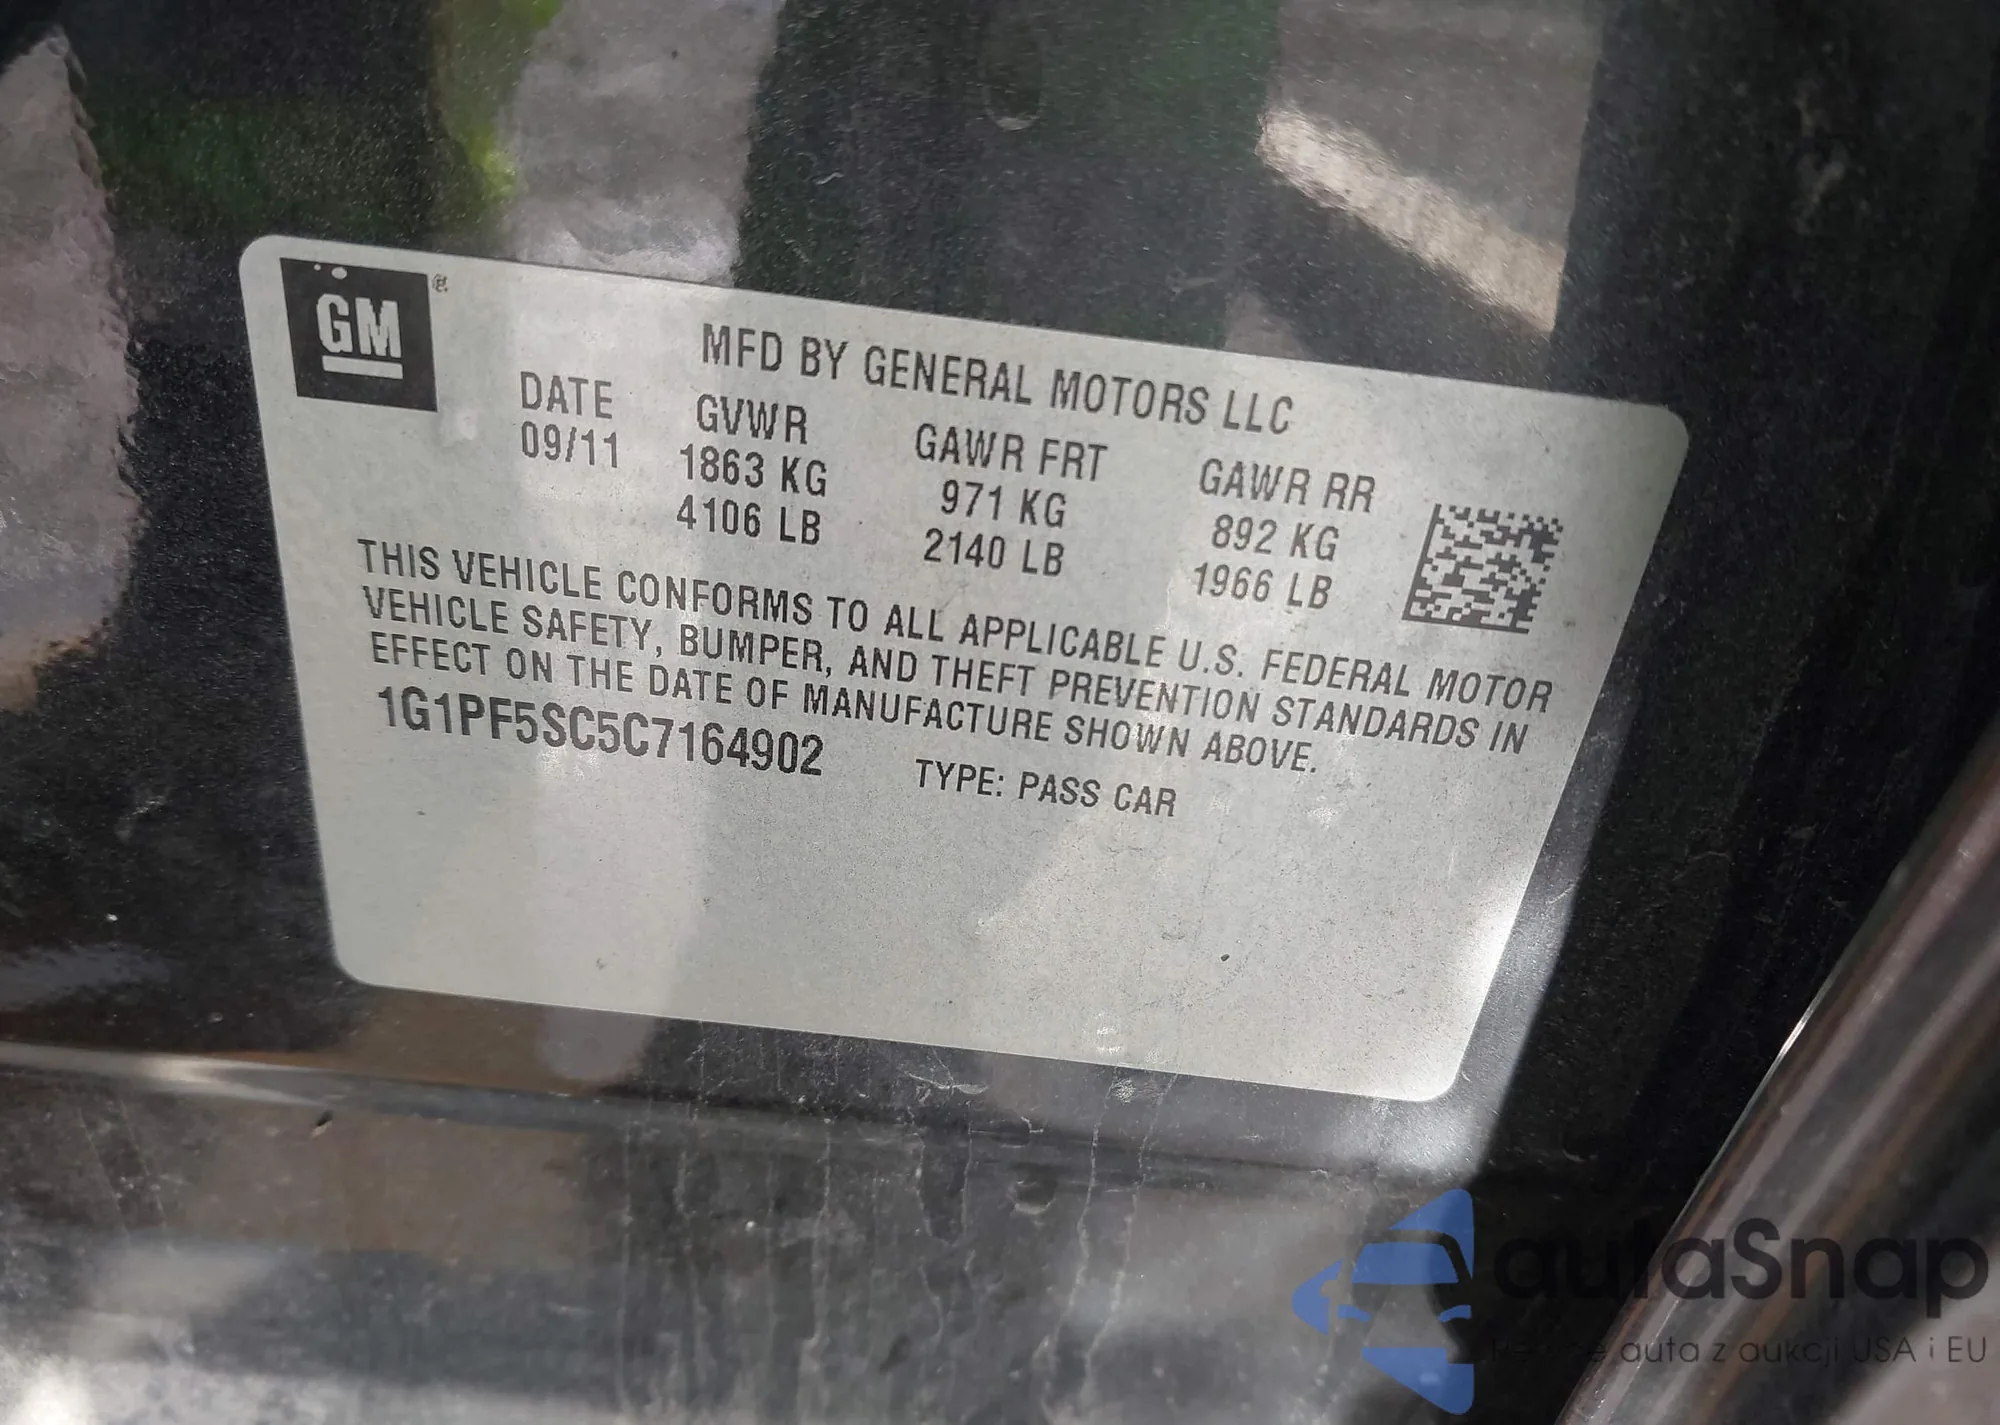 GM ®
MFD BY GENERAL MOTORS LLC
DATE GVWR GAWR FRT GAWR RR
09/11 1863 KG 971 KG 892 KG
4106 LB 2140 LB 1966 LB
THIS VEHICLE CONFORMS TO ALL APPLICABLE U.S. FEDERAL MOTOR
VEHICLE SAFETY, BUMPER, AND THEFT PREVENTION STANDARDS IN
EFFECT ON THE DATE OF MANUFACTURE SHOWN ABOVE.
1G1PF5SC5C7164902 TYPE: PASS CAR
autaSnap
auta z aukcji USA i EU